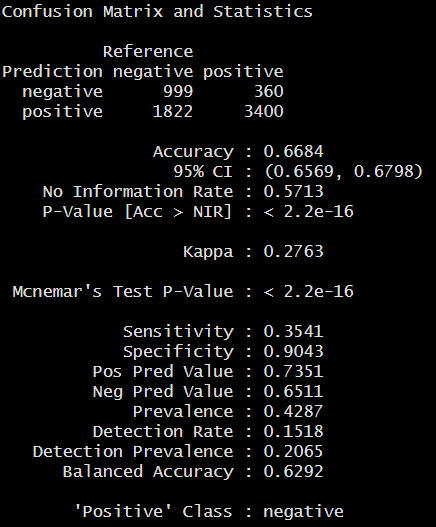 Confusion Matrix and Statistics
Reference
Prediction negative positive
negative 999 360
positive 1822 3400
Accuracy : 0.6684
95% CI : (0.6569, 0.6798)
No Information Rate : 0.5713
P-Value [Acc > NIR] : < 2.2e-16
Kappa : 0.2763
Mcnemar's Test P-Value : < 2.2e-16
Sensitivity : 0.3541
Specificity : 0.9043
Pos Pred Value : 0.7351
Neg Pred Value : 0.6511
Prevalence : 0.4287
Detection Rate : 0.1518
Detection Prevalence : 0.2065
Balanced Accuracy : 0.6292
'Positive' Class : negative